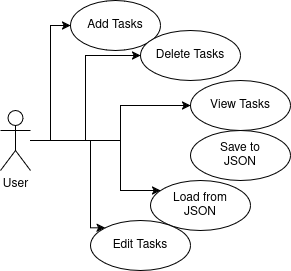 Add Tasks
Delete Tasks
View Tasks
Save to
JSON
User
Load from
JSON
Edit Tasks